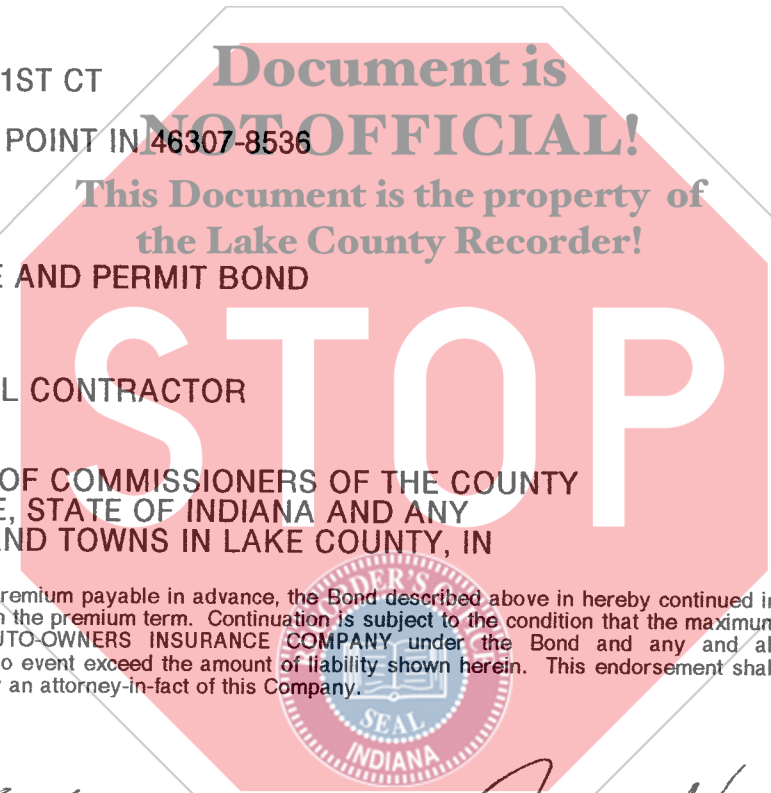 Document is
1ST CT
NOT OFFICIAL!
POINT IN 46307-8536
This Document is the property of
the Lake County Recorder!
E AND PERMIT BOND
STOP
L CONTRACTOR
OF COMMISSIONERS OF THE COUNTY
E, STATE OF INDIANA AND ANY
ND TOWNS IN LAKE COUNTY, IN
remium payable in advance, the Bond described above in hereby continued in
n the premium term. Continuation is subject to the condition that the maximum
UTO-OWNERS INSURANCE COMPANY under the Bond and any and al
o event exceed the amount of liability shown herein. This endorsement shal
y an attorney-in-fact of this Company.
SEAL
INDIANA